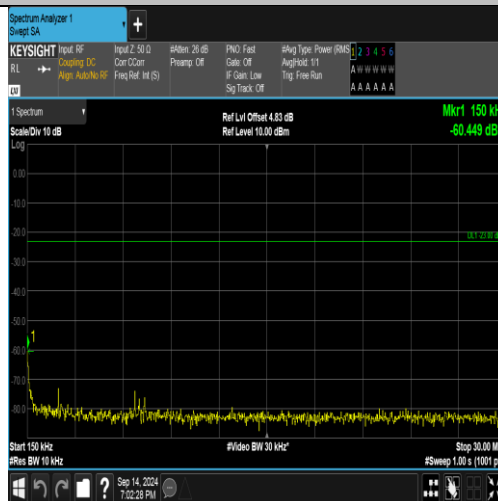 Spectrum Analyzer 1
Swept SA
+
KEYSIGHT Input: RF Input Z: 50 Ω #Atten: 26 dB PNO: Fast #Avg Type: Power (RMS 1 2 3 4 5 6
RL Coupling: DC Corr CCorr Preamp: Off Gate: Off Avg|Hold: 1/1 A W W W W W
Align: Auto/No RF Freq Ref: Int (S) IF Gain: Low Trig: Free Run
Sig Track: Off A A A A A A
LXI
1 Spectrum Ref Lvl Offset 4.83 dB Mkr1 150 kH
Scale/Div 10 dB Ref Level 10.00 dBm -60.449 dB
Log
0.00
-10.0
-20.0
DL1 -23.00 d
-30.0
-40.0
-50.0
1
-60.0
-70.0
-80.0
Start 150 kHz #Video BW 30 kHz* Stop 30.00 M
#Res BW 10 kHz #Sweep 1.00 s (1001 p
? Sep 14, 2024
7:02:28 PM